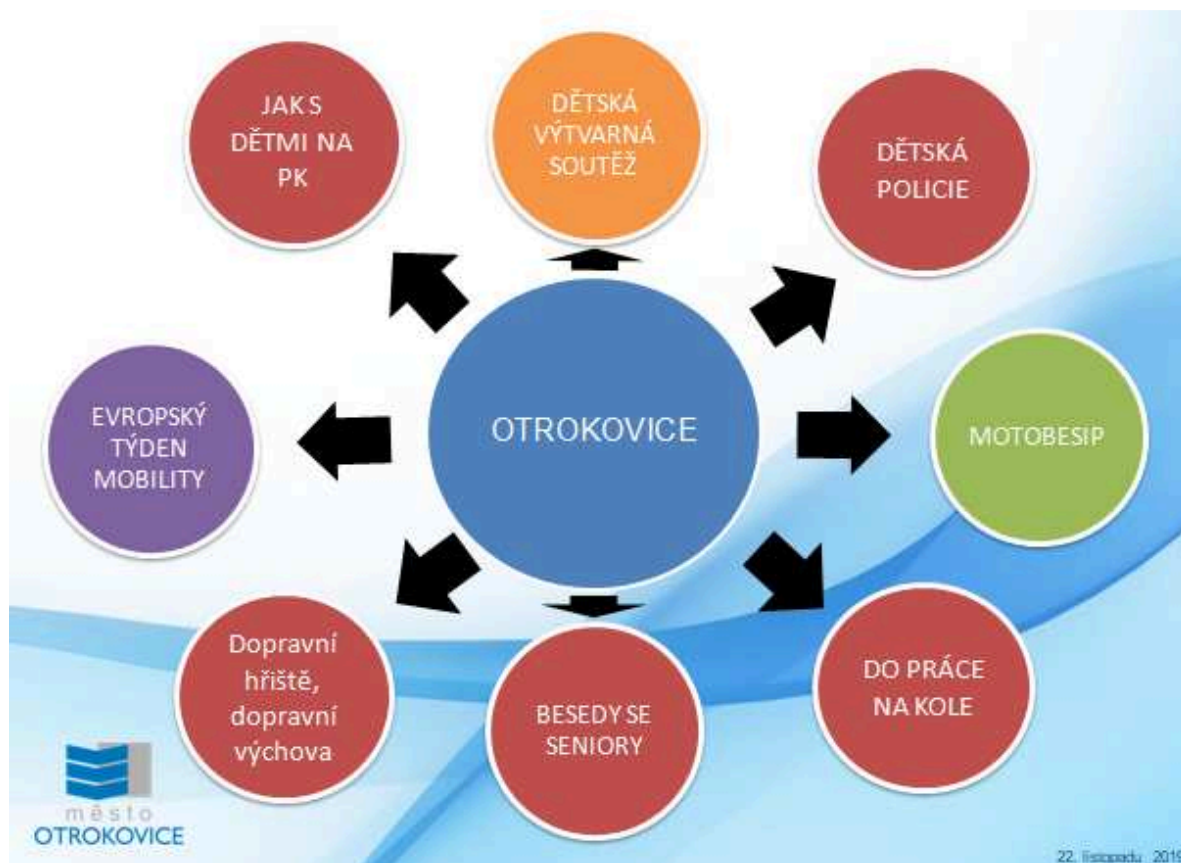 JAK S
DĚTMI NA
PK
DĚTSKÁ
VÝTVARNÁ
SOUTĚŽ
DĚTSKÁ
POLICIE
EVROPSKÝ
TÝDEN
MOBILITY
OTROKOVICE
MOTOBESIP
Dopravní
hřiště,
dopravní
výchova
BESEDY SE
SENIORY
DO PRÁCE
NA KOLE
město
OTROKOVICE
22. listopadu 2019